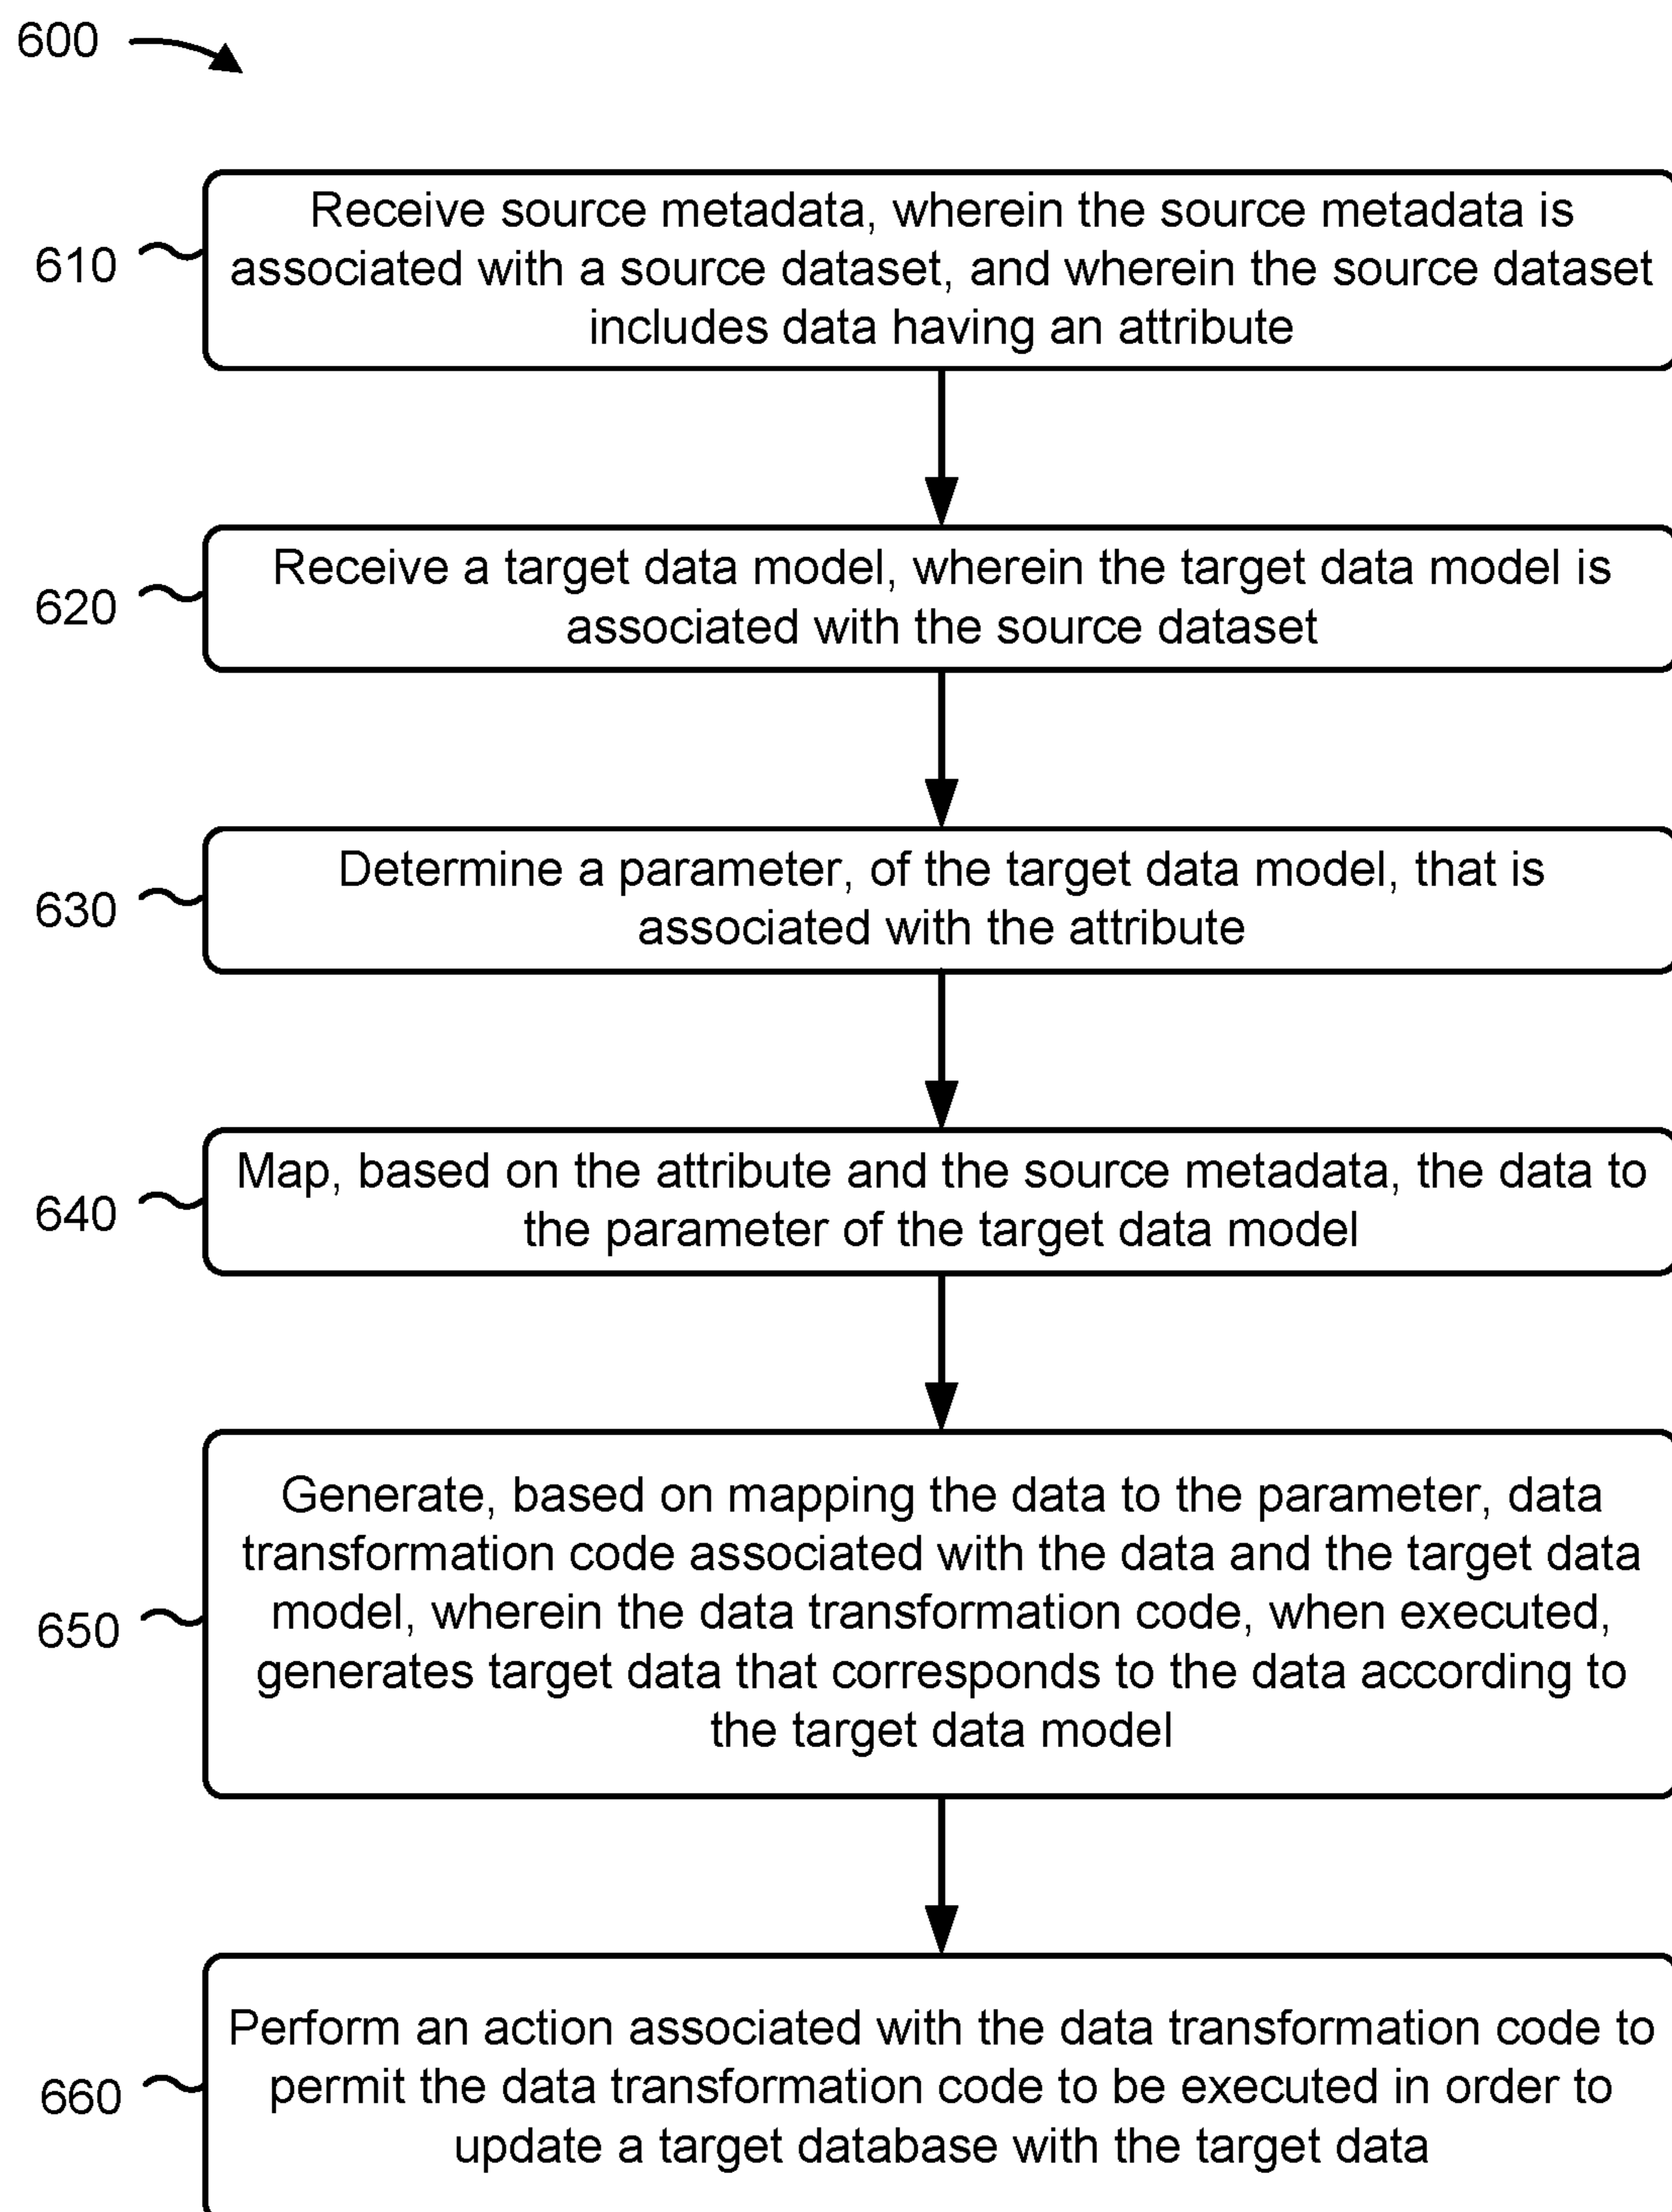 600
610
Receive source metadata, wherein the source metadata is
associated with a source dataset, and wherein the source dataset
includes data having an attribute
620
Receive a target data model, wherein the target data model is
associated with the source dataset
630
Determine a parameter, of the target data model, that is
associated with the attribute
640
Map, based on the attribute and the source metadata, the data to
the parameter of the target data model
650
Generate, based on mapping the data to the parameter, data
transformation code associated with the data and the target data
model, wherein the data transformation code, when executed,
generates target data that corresponds to the data according to
the target data model
660
Perform an action associated with the data transformation code to
permit the data transformation code to be executed in order to
update a target database with the target data